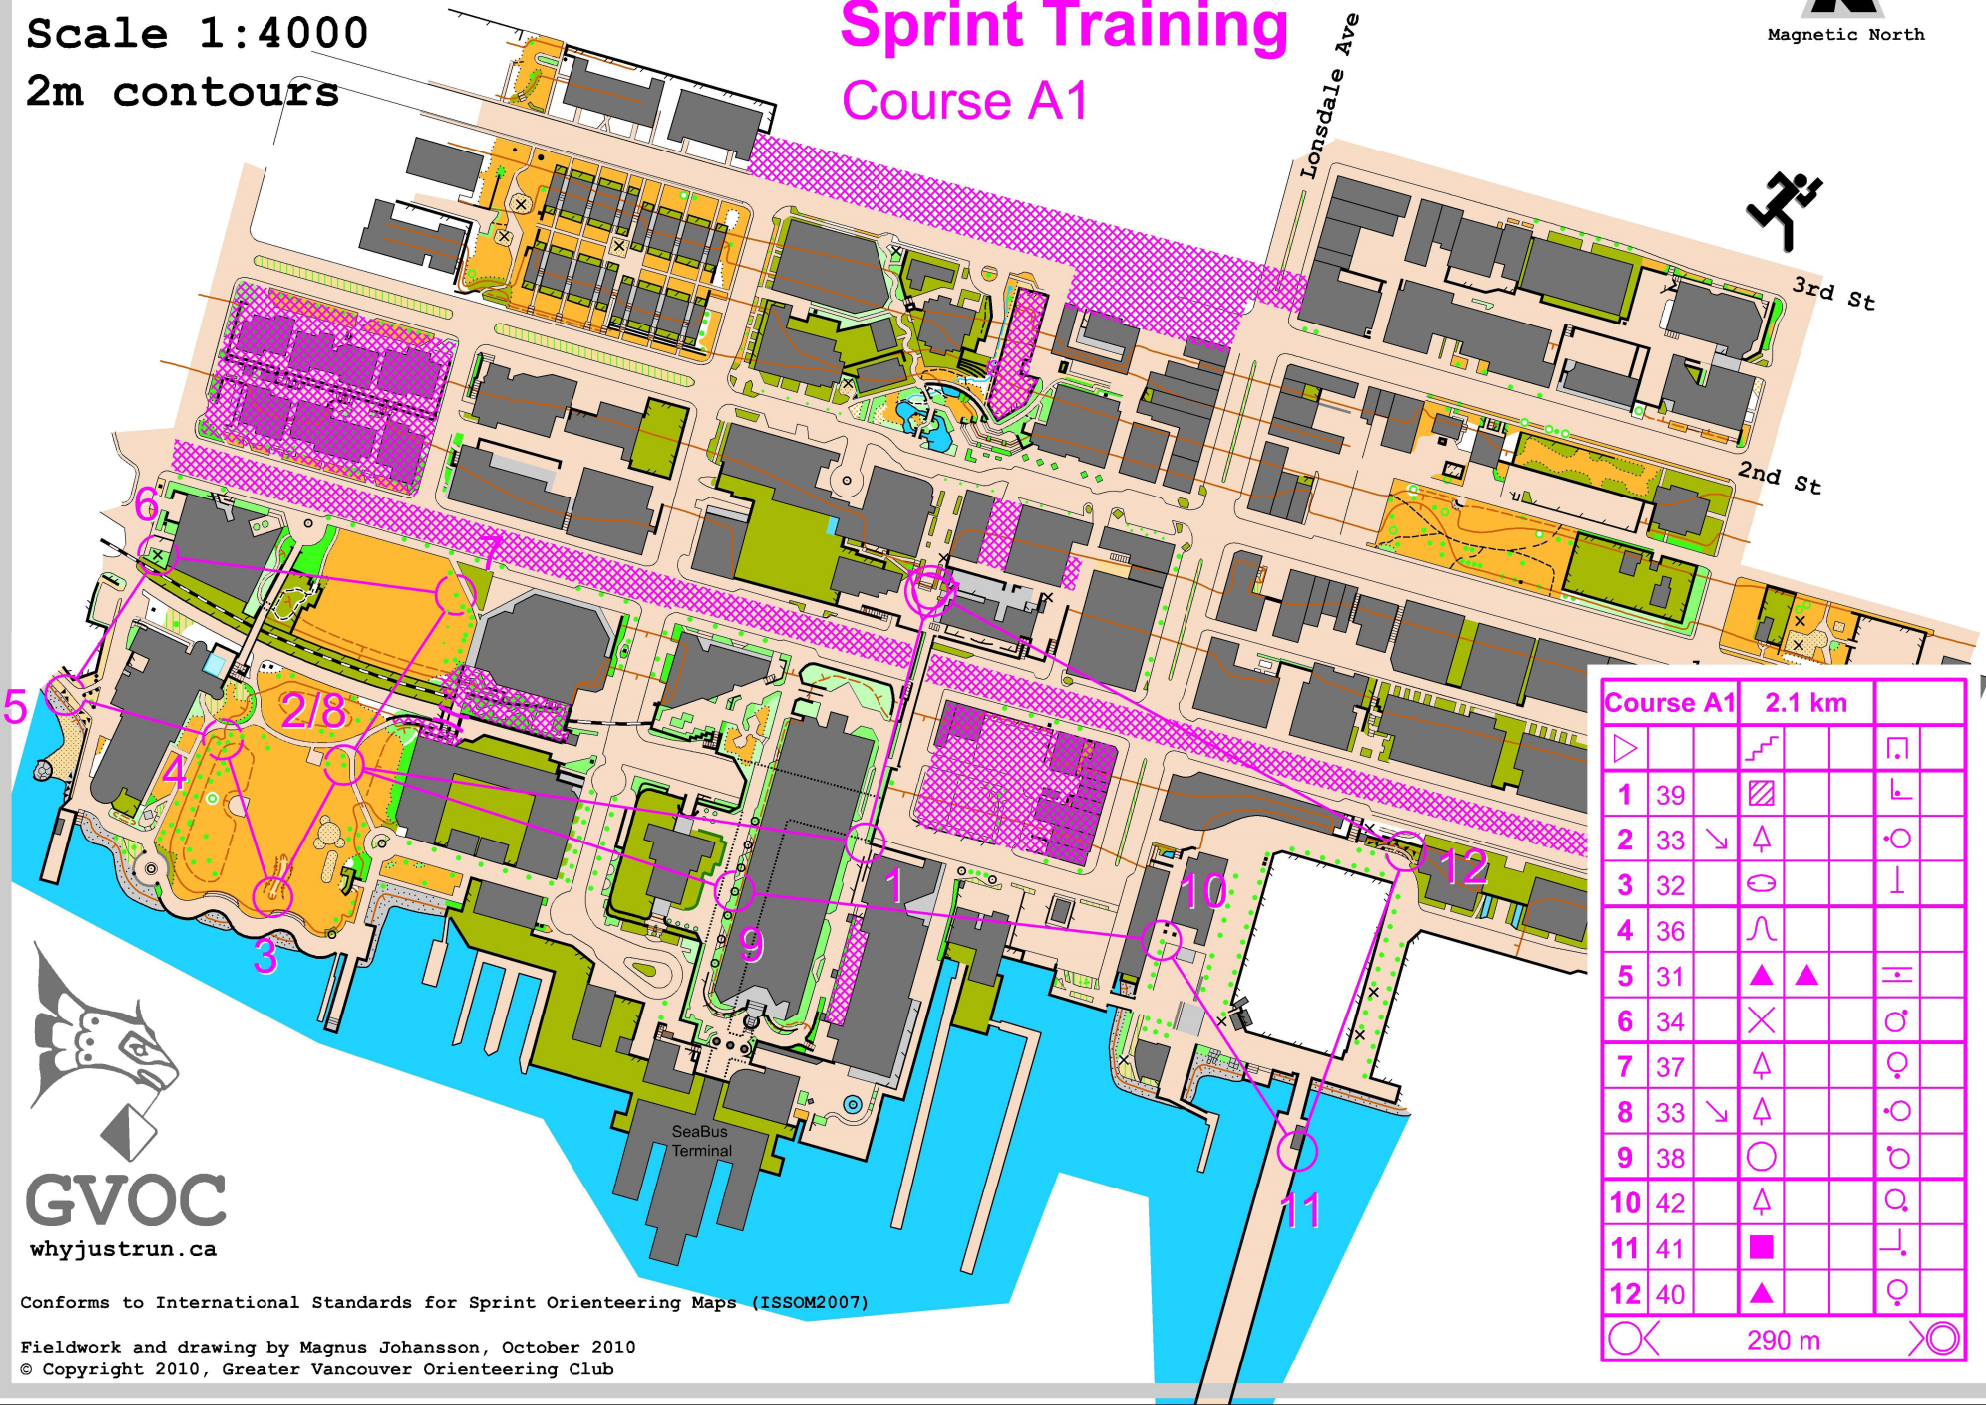 Scale 1:4000
2m contours
Sprint Training
Course A1
Lonsdale Ave
Magnetic North
3rd St
2nd St
6
7
5
2/8
4
3
1
9
10
12
11
SeaBus
Terminal
GVOC
whyjustrun.ca
Conforms to International Standards for Sprint Orienteering Maps (ISSOM2007)
Fieldwork and drawing by Magnus Johansson, October 2010
© Copyright 2010, Greater Vancouver Orienteering Club
Course A1 2.1 km
1 39
2 33
3 32
4 36
5 31
6 34
7 37
8 33
9 38
10 42
11 41
12 40
290 m